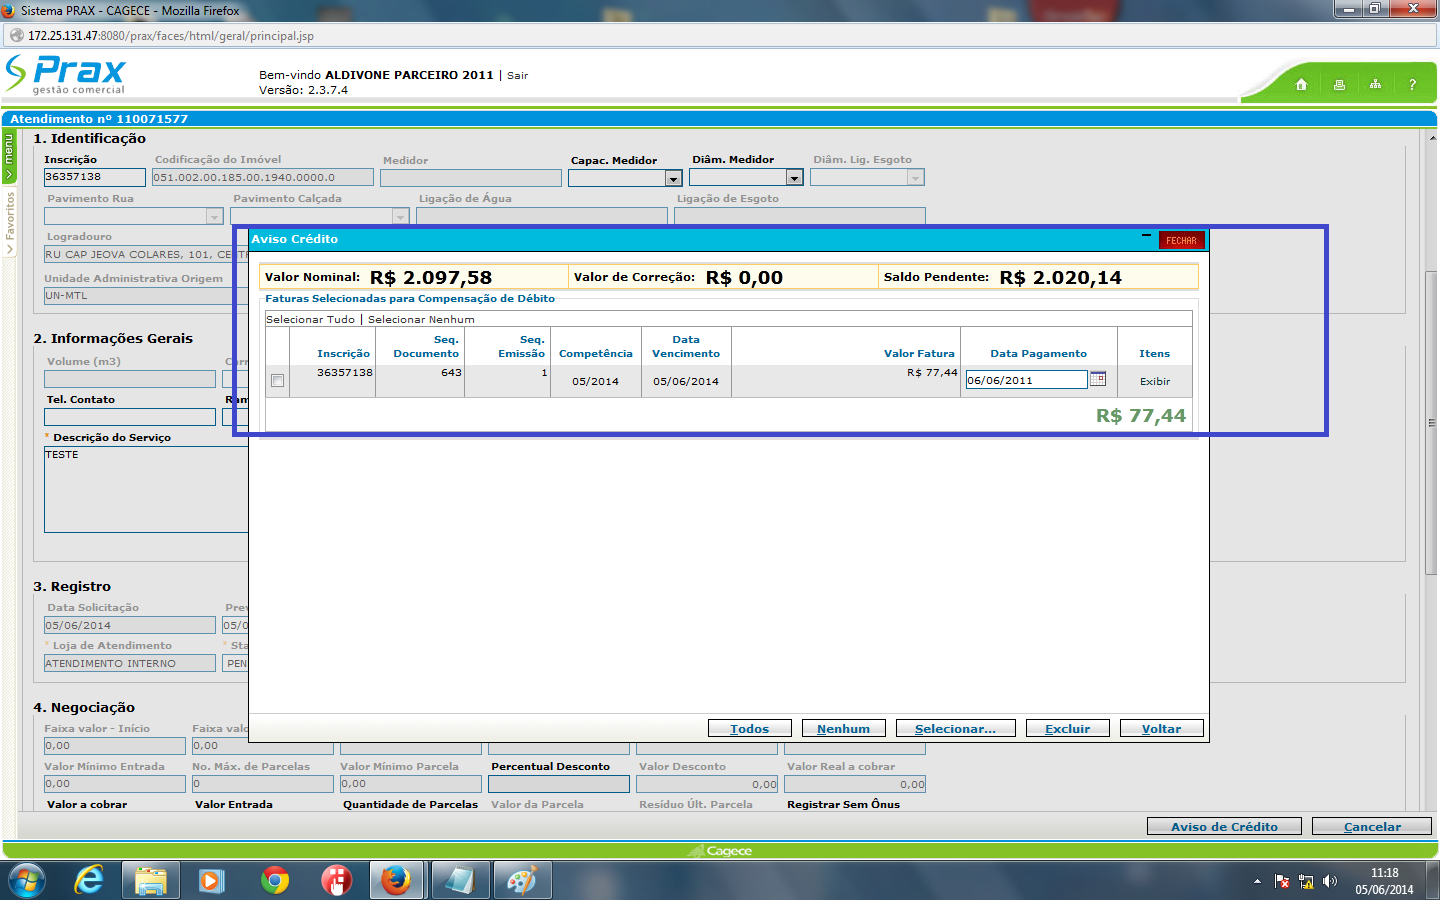 Sistema PRAX - CAGECE - Mozilla Firefox
172.25.131.47:8080/prax/faces/html/geral/principal.jsp
Prax
gestão comercial
Bem-vindo ALDIVONE PARCEIRO 2011 | Sair
Versão: 2.3.7.4
?
Atendimento nº 110071577
menu
Favoritos
1. Identificação
Inscrição Codificação do Imóvel Medidor Capac. Medidor Diâm. Medidor Diâm. Lig. Esgoto
36357138 051.002.00.185.00.1940.0000.0
Pavimento Rua Pavimento Calçada Ligação de Água Ligação de Esgoto
Logradouro
RU CAP JEOVA COLARES, 101, CENT
Unidade Administrativa Origem
UN-MTL
Aviso Crédito FECHAR
Valor Nominal: R$ 2.097,58 Valor de Correção: R$ 0,00 Saldo Pendente: R$ 2.020,14
Faturas Selecionadas para Compensação de Débito
Selecionar Tudo | Selecionar Nenhum
Inscrição Seq. Documento Seq. Emissão Competência Data Vencimento Valor Fatura Data Pagamento Itens
36357138 643 1 05/2014 05/06/2014 R$ 77,44 06/06/2011 Exibir
R$ 77,44
Todos Nenhum Selecionar... Excluir Voltar
2. Informações Gerais
Volume (m3)
Tel. Contato
* Descrição do Serviço
TESTE
3. Registro
Data Solicitação
05/06/2014
* Loja de Atendimento
ATENDIMENTO INTERNO PEN
4. Negociação
Faixa valor - Início
0,00 0,00
Valor Mínimo Entrada No. Máx. de Parcelas Valor Mínimo Parcela Percentual Desconto Valor Desconto Valor Real a cobrar
0,00 0 0,00 0,00 0,00
Valor a cobrar Valor Entrada Quantidade de Parcelas Valor da Parcela Resíduo Últ. Parcela Registrar Sem Ônus
Aviso de Crédito Cancelar
Cagece
11:18
05/06/2014